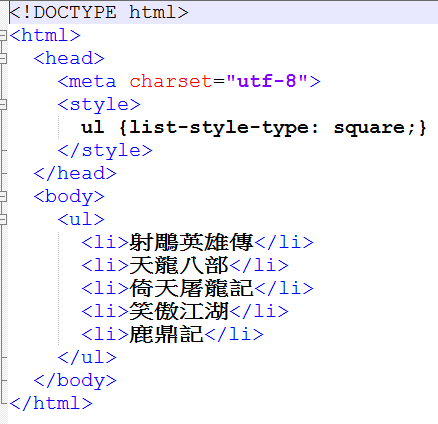 <!DOCTYPE html>
<html>
<head>
<meta charset="utf-8">
<style>
ul {list-style-type: square;}
</style>
</head>
<body>
<ul>
<li>射鵰英雄傳</li>
<li>天龍八部</li>
<li>倚天屠龍記</li>
<li>笑傲江湖</li>
<li>鹿鼎記</li>
</ul>
</body>
</html>